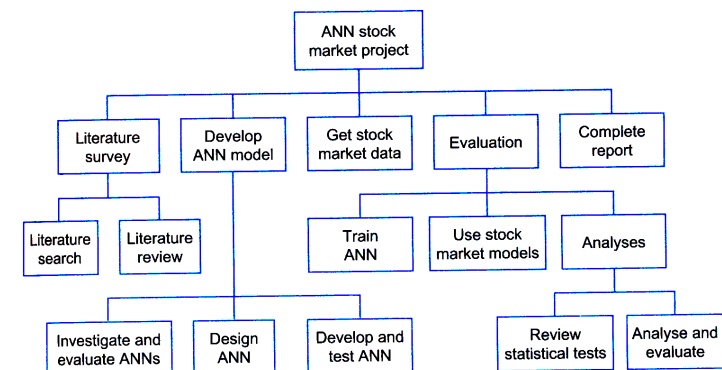 ANN stock
market project
Literature
survey
Develop
ANN model
Get stock
market data
Evaluation
Complete
report
Literature
search
Literature
review
Train
ANN
Use stock
market models
Analyses
Investigate and
evaluate ANNs
Design
ANN
Develop and
test ANN
Review
statistical tests
Analyse and
evaluate